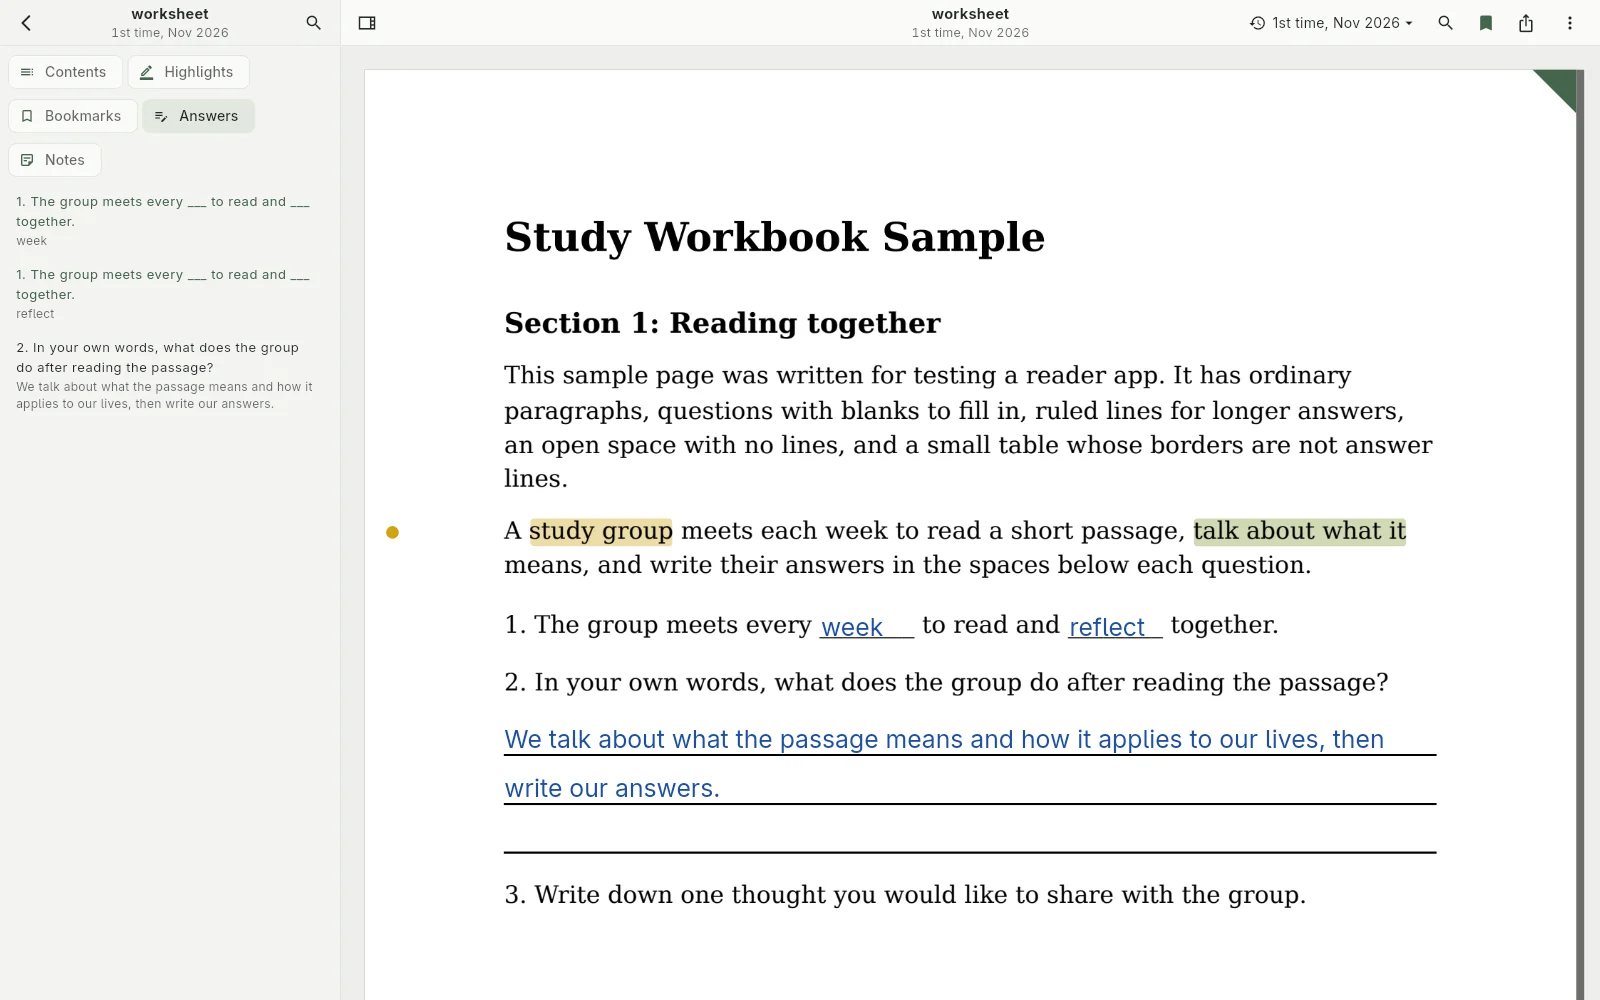 worksheet
1st time, Nov 2026
Contents
Highlights
Bookmarks
Answers
Notes
1. The group meets every ___ to read and ___
together.
week
1. The group meets every ___ to read and ___
together.
reflect
2. In your own words, what does the group
do after reading the passage?
We talk about what the passage means and how it
applies to our lives, then write our answers.
worksheet
1st time, Nov 2026
1st time, Nov 2026
Study Workbook Sample
Section 1: Reading together
This sample page was written for testing a reader app. It has ordinary
paragraphs, questions with blanks to fill in, ruled lines for longer answers,
an open space with no lines, and a small table whose borders are not answer
lines.
A study group meets each week to read a short passage, talk about what it
means, and write their answers in the spaces below each question.
1. The group meets every week to read and reflect together.
2. In your own words, what does the group do after reading the passage?
We talk about what the passage means and how it applies to our lives, then
write our answers.
3. Write down one thought you would like to share with the group.